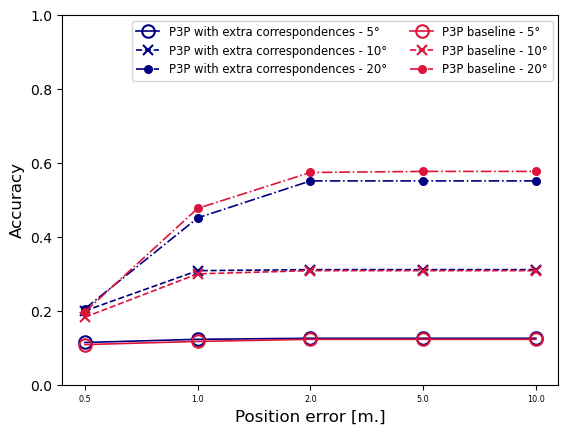 P3P with extra correspondences - 5°
P3P with extra correspondences - 10°
P3P with extra correspondences - 20°
P3P baseline - 5°
P3P baseline - 10°
P3P baseline - 20°
1.0
0.8
0.6
0.4
0.2
0.0
Accuracy
0.5 1.0 2.0 5.0 10.0
Position error [m.]